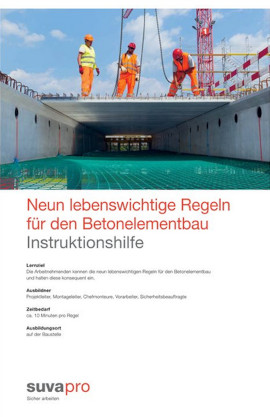 Neun lebenswichtige Regeln
für den Betonelementbau
Instruktionshilfe
Lernziel
Die Arbeitnehmenden kennen die neun lebenswichtigen Regeln für den Betonelementbau
und halten diese konsequent ein.
Ausbildner
Projektleiter, Montageleiter, Chefmonteure, Vorarbeiter, Sicherheitsbeauftragte
Zeitbedarf
ca. 10 Minuten pro Regel
Ausbildungsort
auf der Baustelle
suvapro
Sicher arbeiten